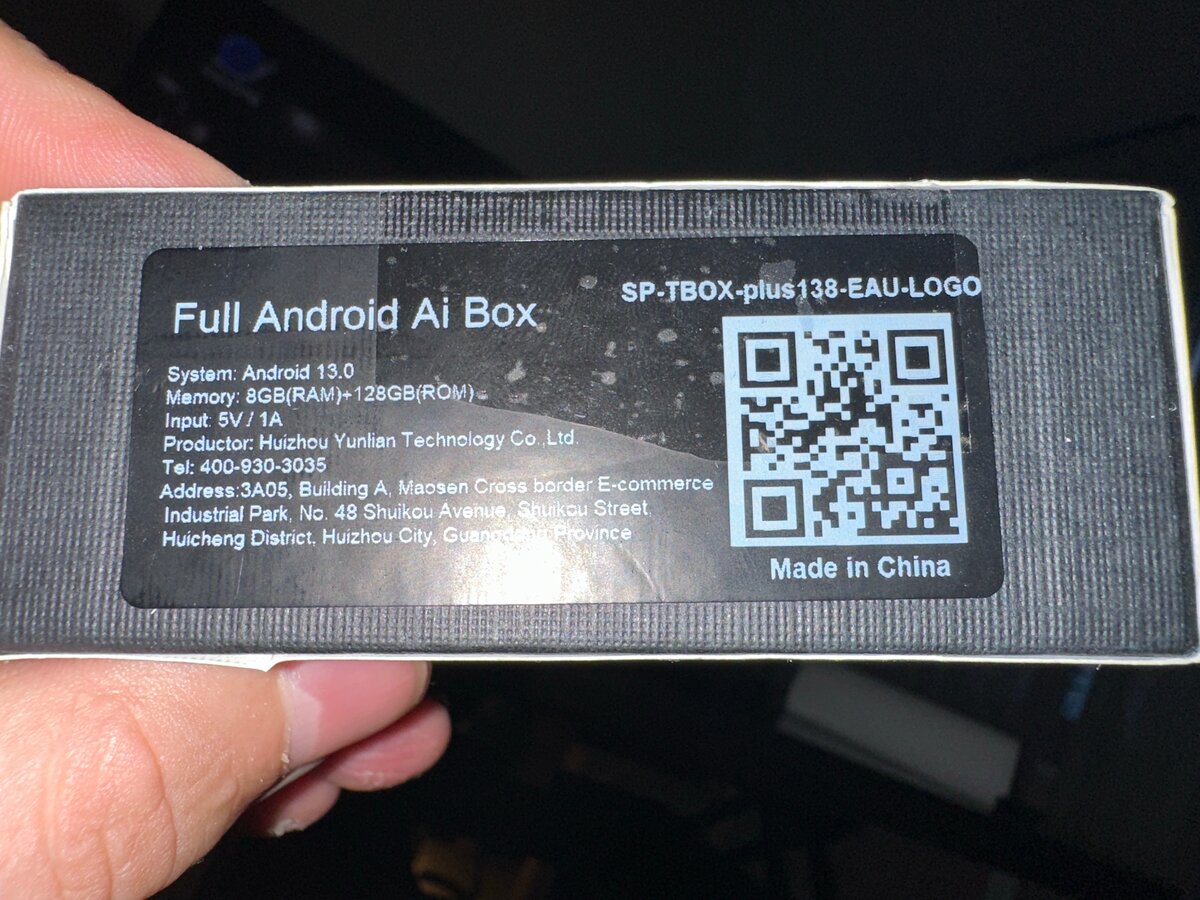 Full Android Ai Box
SP-TBOX-plus138-EAU-LOGO
System: Android 13.0
Memory: 8GB(RAM)+128GB(ROM)
Input: 5V / 1A
Productor: Huizhou Yunlian Technology Co.,Ltd.
Tel: 400-930-3035
Address:3A05, Building A, Maosen Cross border E-commerce
Industrial Park, No. 48 Shuikou Avenue, Shuikou Street,
Huicheng District, Huizhou City, Guangdong Province
Made in China